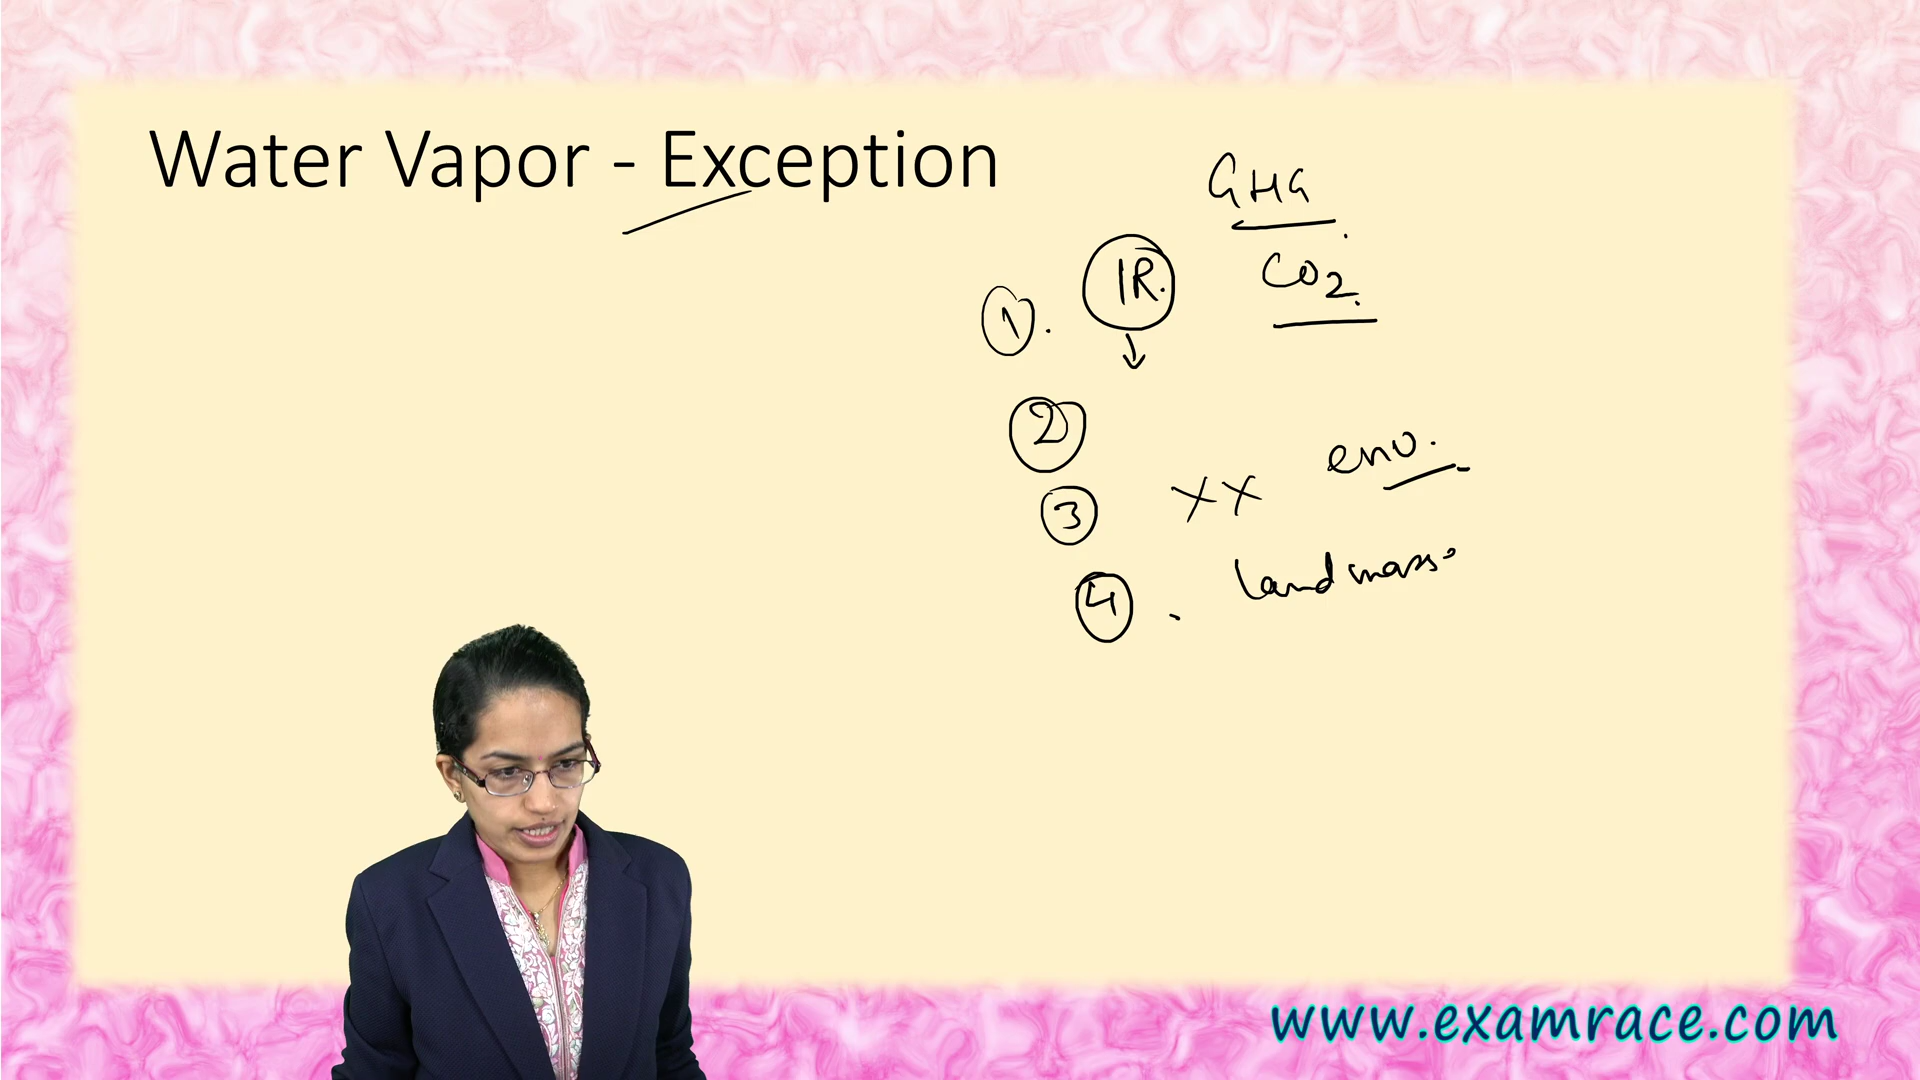 Water Vapor - Exception
GHG
1. IR. CO2.
2
3 XX env.
4. landmass
www.examrace.com